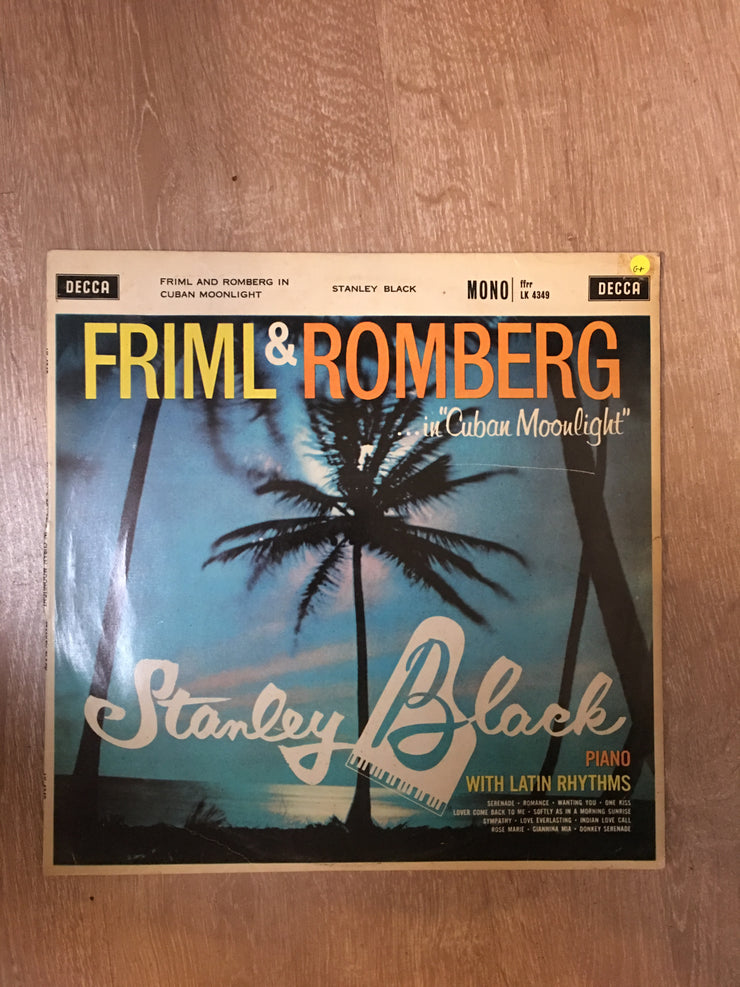 G+
DECCA
FRIML AND ROMBERG IN
CUBAN MOONLIGHT
STANLEY BLACK
MONO
ffrr
LK 4349
DECCA
FRIML & ROMBERG
...in "Cuban Moonlight"
Stanley Black
PIANO
WITH LATIN RHYTHMS
SERENADE · ROMANCE · WANTING YOU · ONE KISS
LOVER COME BACK TO ME · SOFTLY AS IN A MORNING SUNRISE
SYMPATHY · LOVE EVERLASTING · INDIAN LOVE CALL
ROSE MARIE · GIANNINA MIA · DONKEY SERENADE